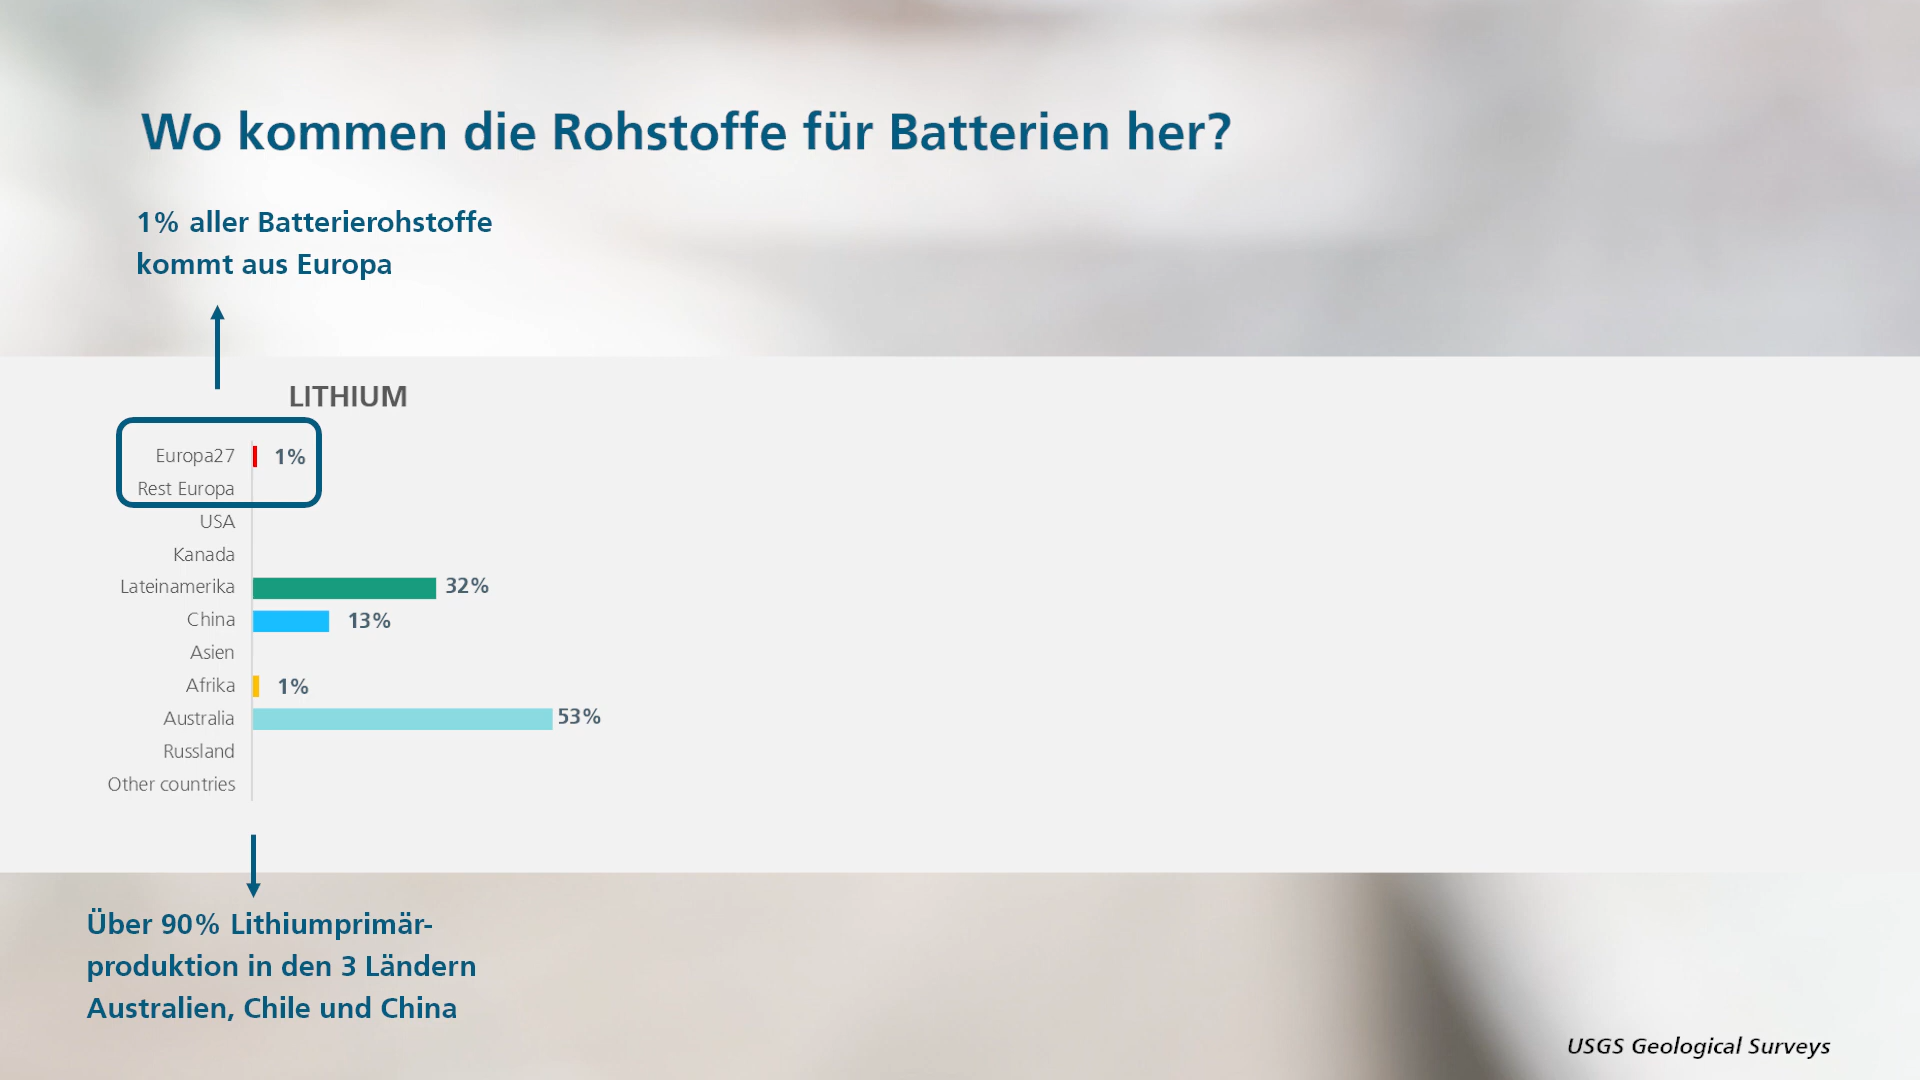 Wo kommen die Rohstoffe für Batterien her?
1% aller Batterierohstoffe
kommt aus Europa
LITHIUM
Europa27 1%
Rest Europa
USA
Kanada
Lateinamerika 32%
China 13%
Asien
Afrika 1%
Australia 53%
Russland
Other countries
Über 90% Lithiumprimär-
produktion in den 3 Ländern
Australien, Chile und China
USGS Geological Surveys